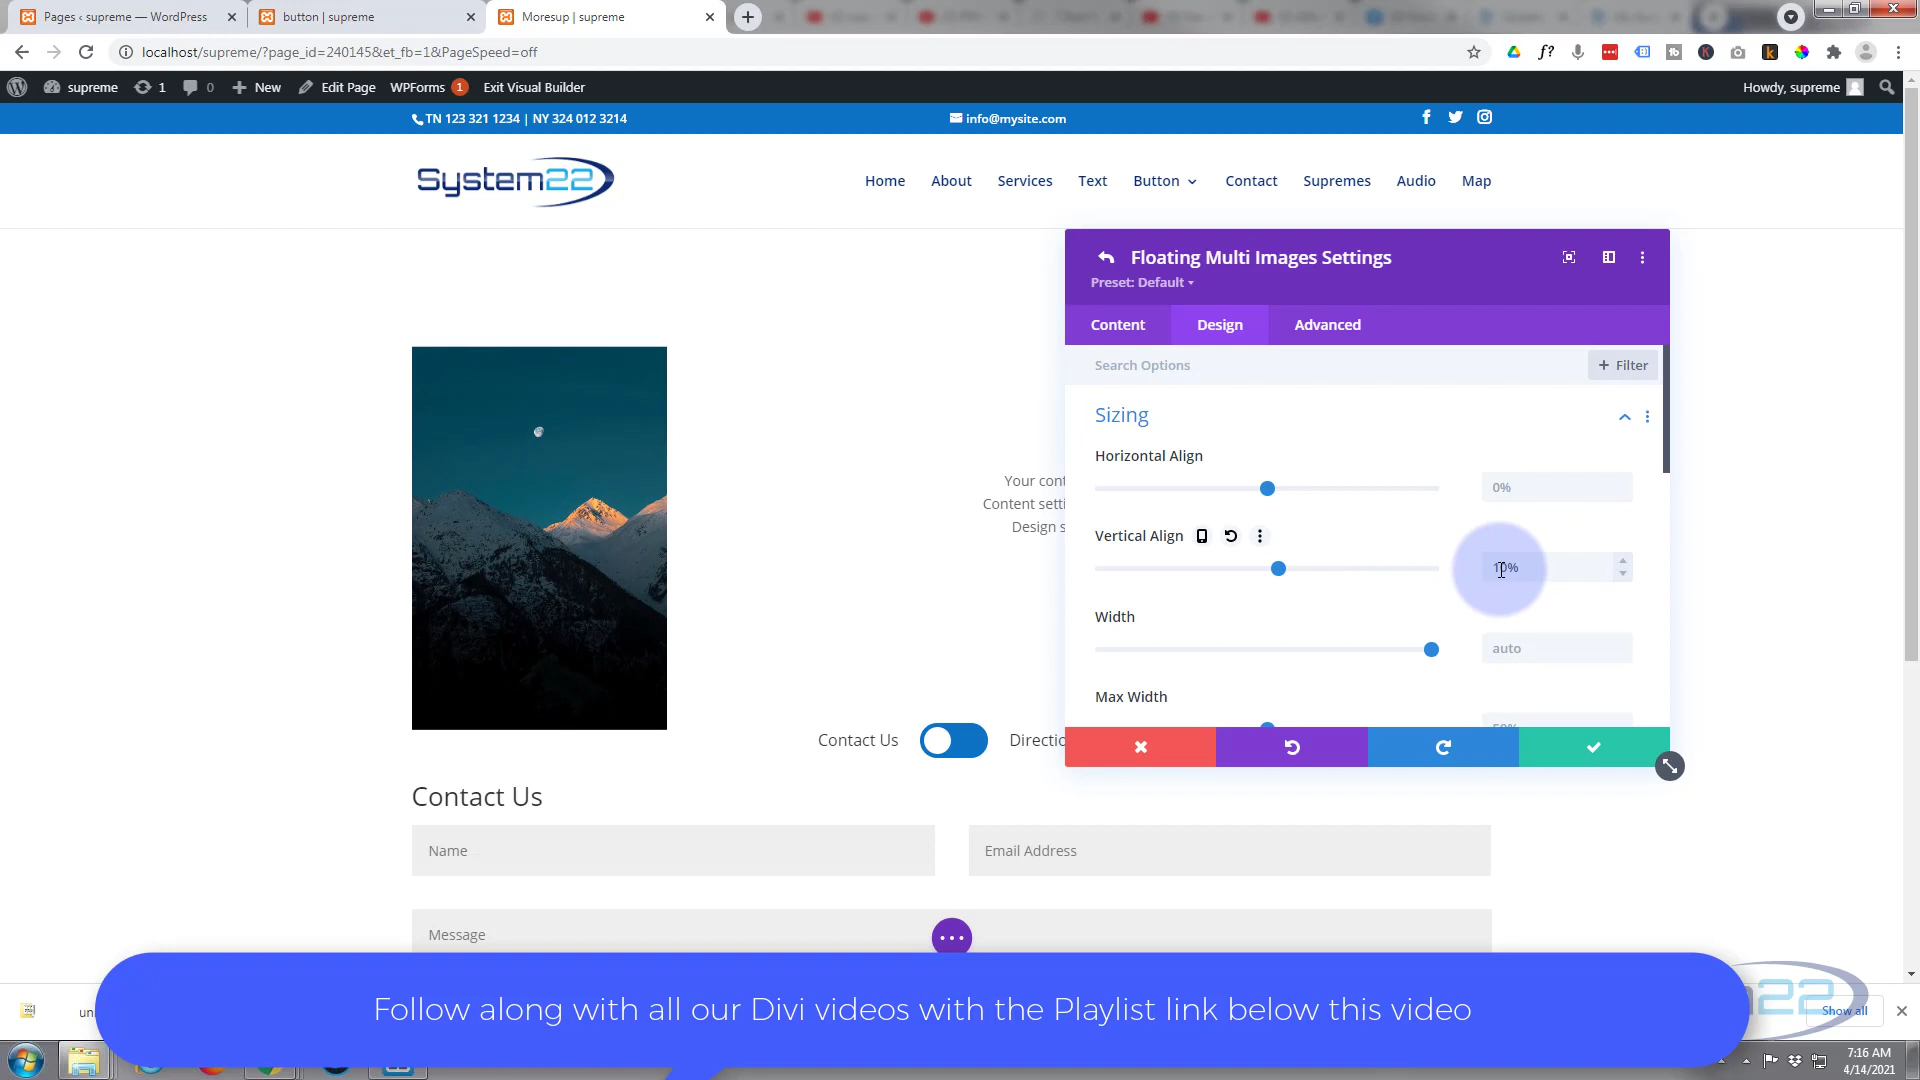 Pages ‹ supreme — WordPress
button | supreme
Moresup | supreme
localhost/supreme/?page_id=240145&et_fb=1&PageSpeed=off
supreme
1
0
New
Edit Page
WPForms 1
Exit Visual Builder
Howdy, supreme
TN 123 321 1234 | NY 324 012 3214
info@mysite.com
System22
Home
About
Services
Text
Button
Contact
Supremes
Audio
Map
Floating Multi Images Settings
Preset: Default
Content
Design
Advanced
Search Options
+ Filter
Sizing
Horizontal Align
0%
Your cont
Content setti
Design s
Vertical Align
10%
Width
auto
Max Width
50%
Contact Us
Directio
Contact Us
Name
Email Address
Message
Follow along with all our Divi videos with the Playlist link below this video
22
Show all
7:16 AM
4/14/2021